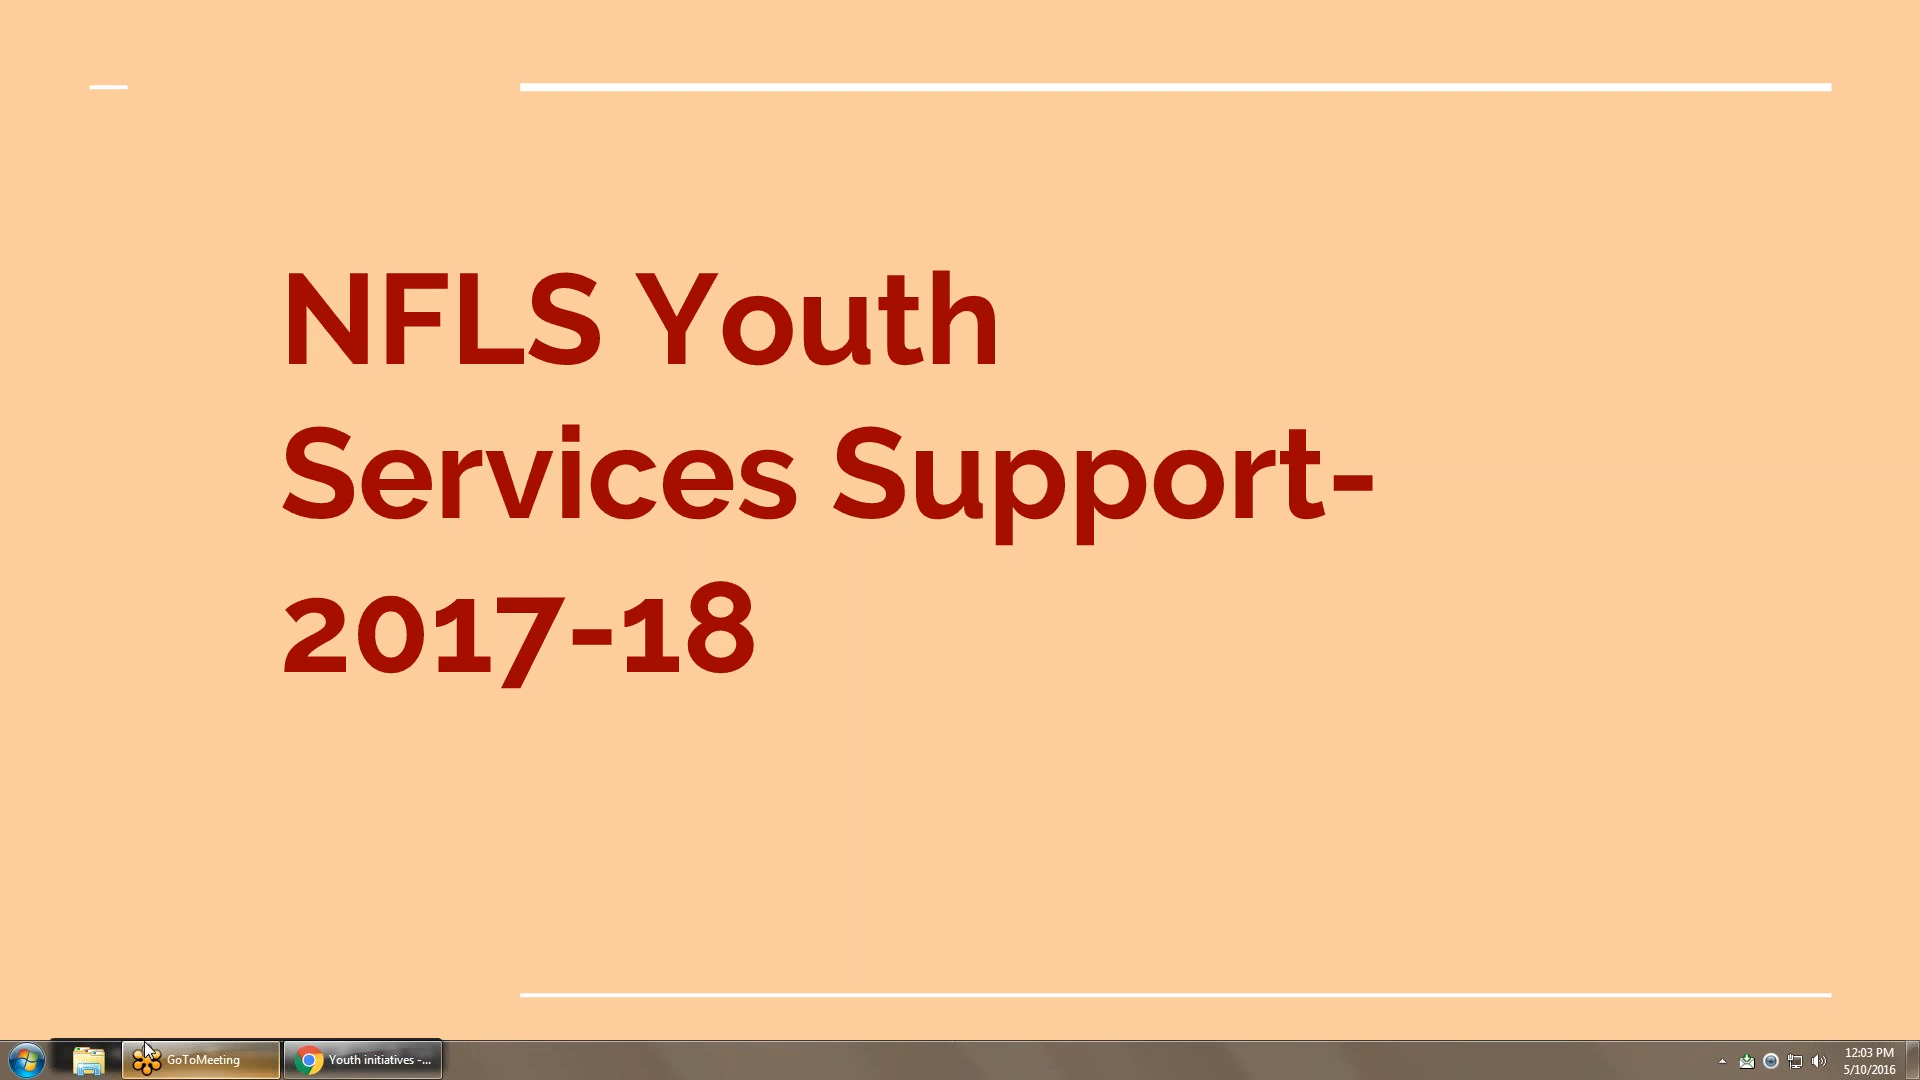 NFLS Youth
Services Support-
2017-18
GoToMeeting
Youth initiatives -...
12:03 PM
5/10/2016